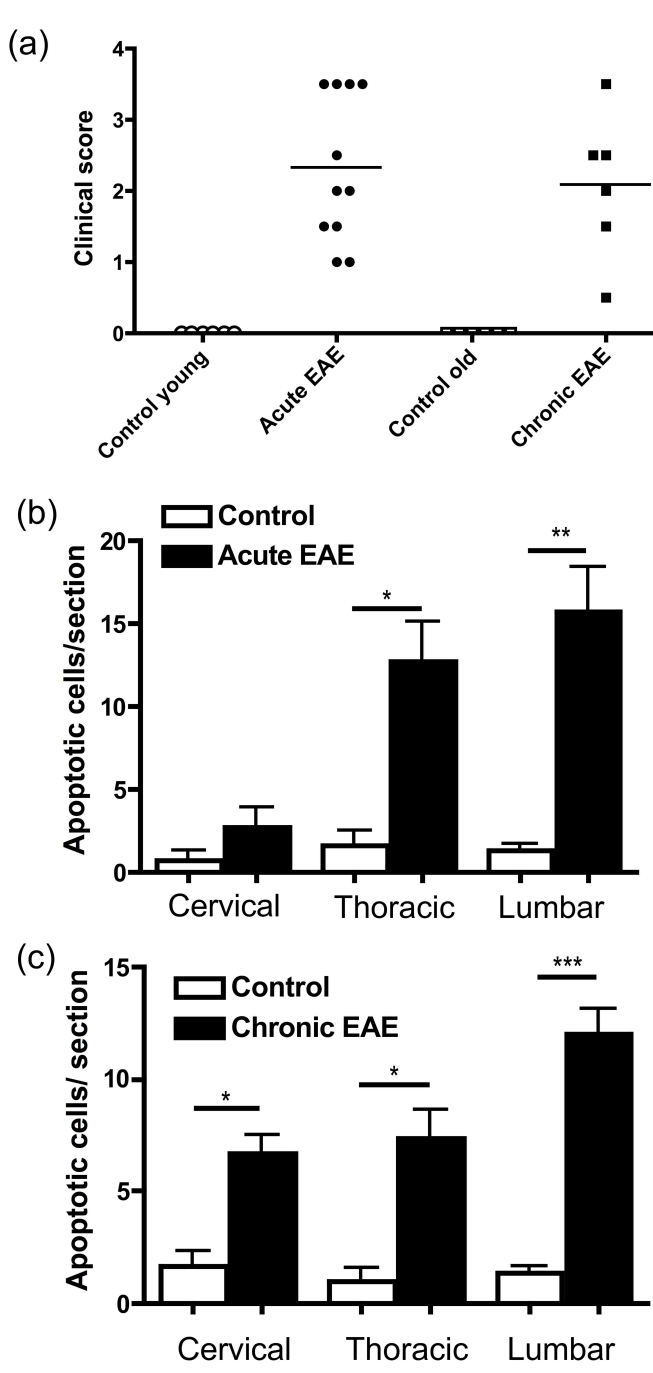 (a)
Clinical score
4
3
2
1
0
Control young
Acute EAE
Control old
Chronic EAE
(b)
Control
Acute EAE
Apoptotic cells/section
20
15
10
5
0
*
**
Cervical
Thoracic
Lumbar
(c)
Control
Chronic EAE
Apoptotic cells/ section
15
10
5
0
*
*
***
Cervical
Thoracic
Lumbar